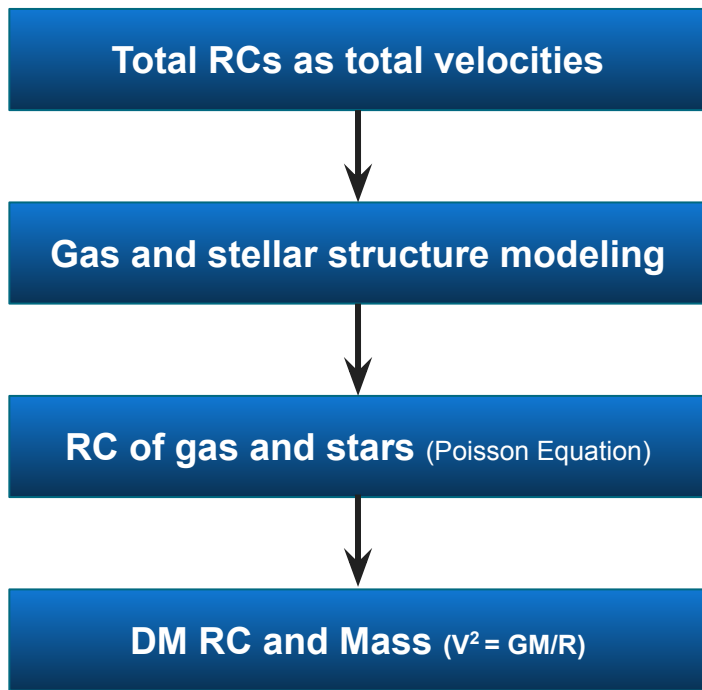 Total RCs as total velocities
Gas and stellar structure modeling
RC of gas and stars (Poisson Equation)
DM RC and Mass (V² = GM/R)